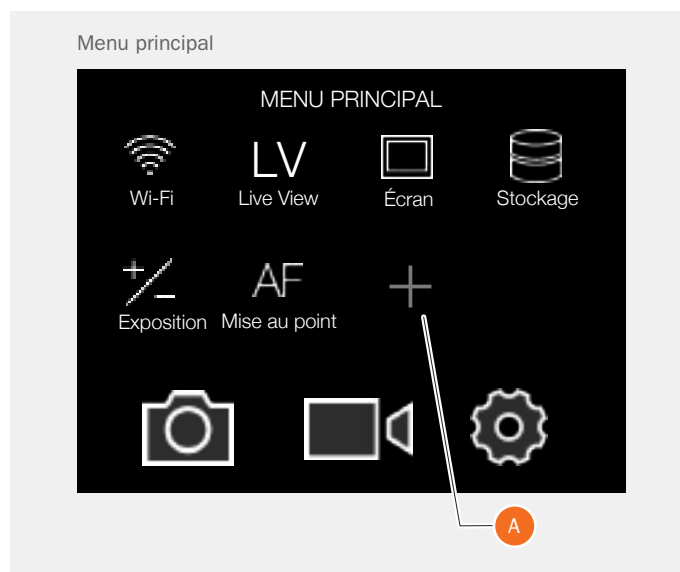 Menu principal
MENU PRINCIPAL
LV
Wi-Fi Live View Écran Stockage
AF
Exposition Mise au point
A